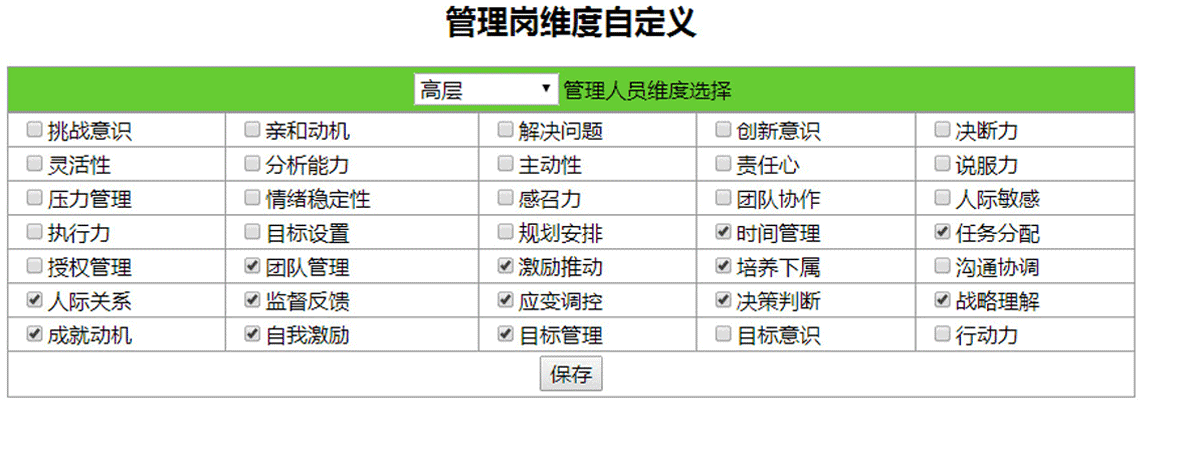 管理岗维度自定义
高层 管理人员维度选择
挑战意识 亲和动机 解决问题 创新意识 决断力
灵活性 分析能力 主动性 责任心 说服力
压力管理 情绪稳定性 感召力 团队协作 人际敏感
执行力 目标设置 规划安排 时间管理 任务分配
授权管理 团队管理 激励推动 培养下属 沟通协调
人际关系 监督反馈 应变调控 决策判断 战略理解
成就动机 自我激励 目标管理 目标意识 行动力
保存